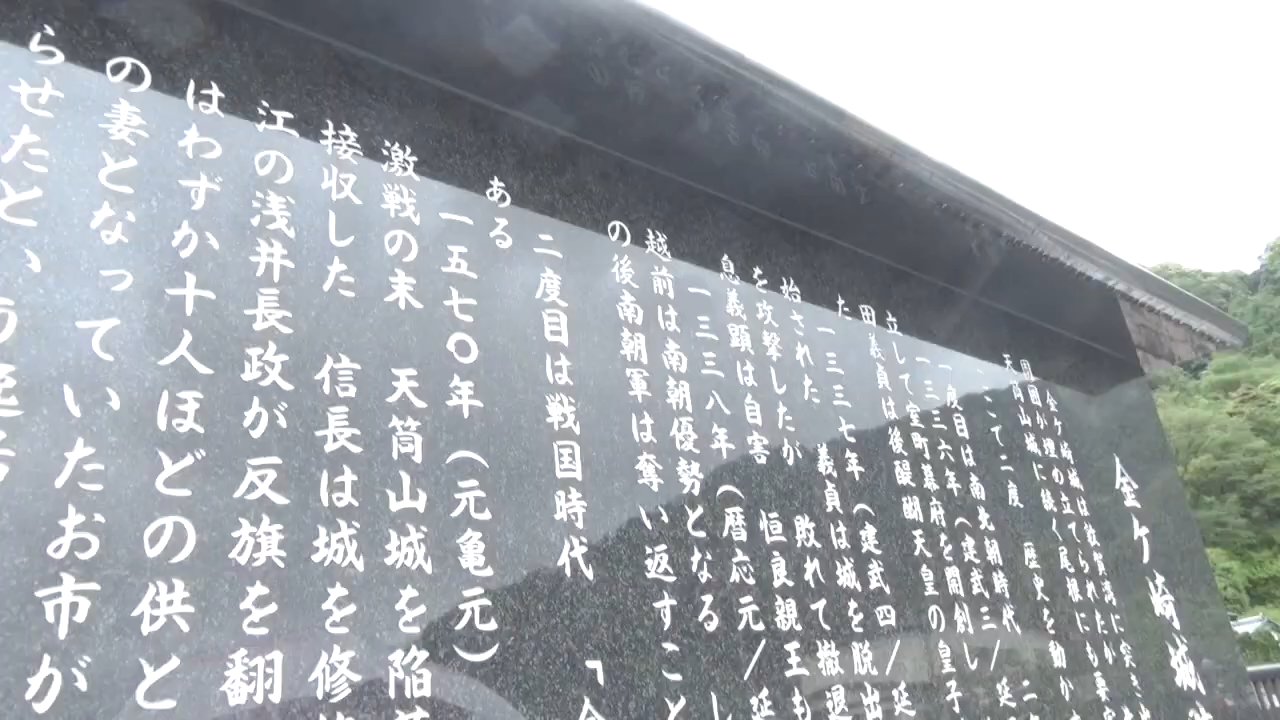 金ケ崎城
金ケ崎城は敦賀湾に突き
天筒山城に続く尾根にも要
ここで二度 歴史を動か
一度目は南北朝時代 二
一三三六年（建武三／延
立して室町幕府を開創し
田義貞は後醍醐天皇の皇子
た一三三七年（建武四／延
始された 義貞は城を脱出
を攻撃したが 敗れて撤退
息義顕は自害 恒良親王も
一三三八年（暦応元／延
越前は南朝優勢となる し
の後南朝軍は奪い返すこと
二度目は戦国時代 「金
ある
一五七〇年（元亀元）
激戦の末 天筒山城を陥
接収した 信長は城を修
江の浅井長政が反旗を翻
はわずか十人ほどの供と
の妻となっていたお市が
らせたと、